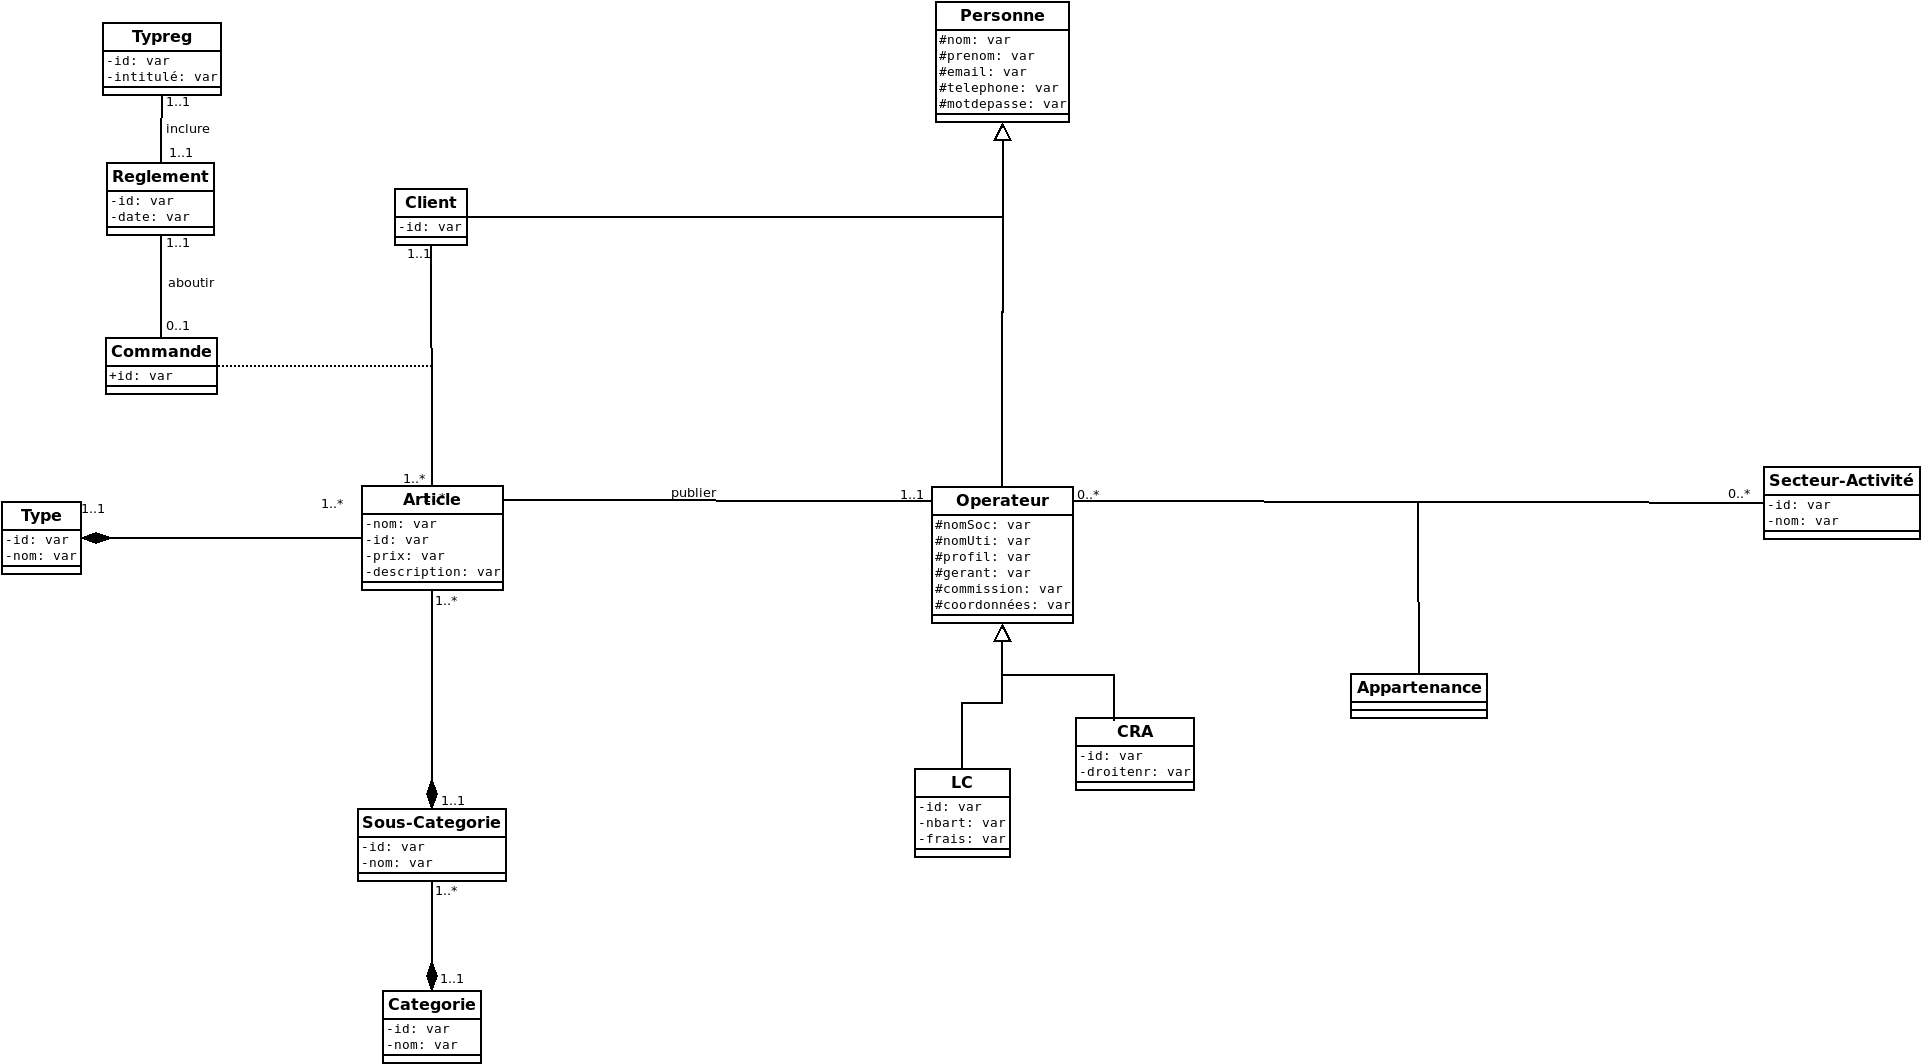 Personne
#nom: var
#prenom: var
#email: var
#telephone: var
#motdepasse: var
Typreg
-id: var
-intitulé: var
1..1
inclure
1..1
Reglement
-id: var
-date: var
1..1
aboutir
0..1
Commande
+id: var
Client
-id: var
1..1
1..*
Type
-id: var
-nom: var
1..1
1..*
Article
-nom: var
-id: var
-prix: var
-description: var
publier
1..1
Operateur
#nomSoc: var
#nomUti: var
#profil: var
#gerant: var
#commission: var
#coordonnées: var
0..*
0..*
Secteur-Activité
-id: var
-nom: var
Appartenance
CRA
-id: var
-droitenr: var
LC
-id: var
-nbart: var
-frais: var
1..*
1..1
Sous-Categorie
-id: var
-nom: var
1..*
1..1
Categorie
-id: var
-nom: var